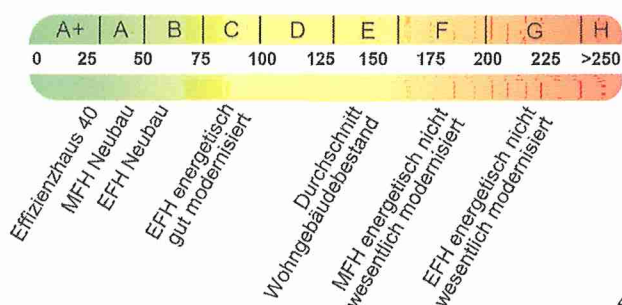 A+ A B C D E F G H
0 25 50 75 100 125 150 175 200 225 >250
Effizienzhaus 40
MFH Neubau
EFH Neubau
EFH energetisch
gut modernisiert
Durchschnitt
Wohngebäudebestand
MFH energetisch nicht
wesentlich modernisiert
EFH energetisch nicht
wesentlich modernisiert